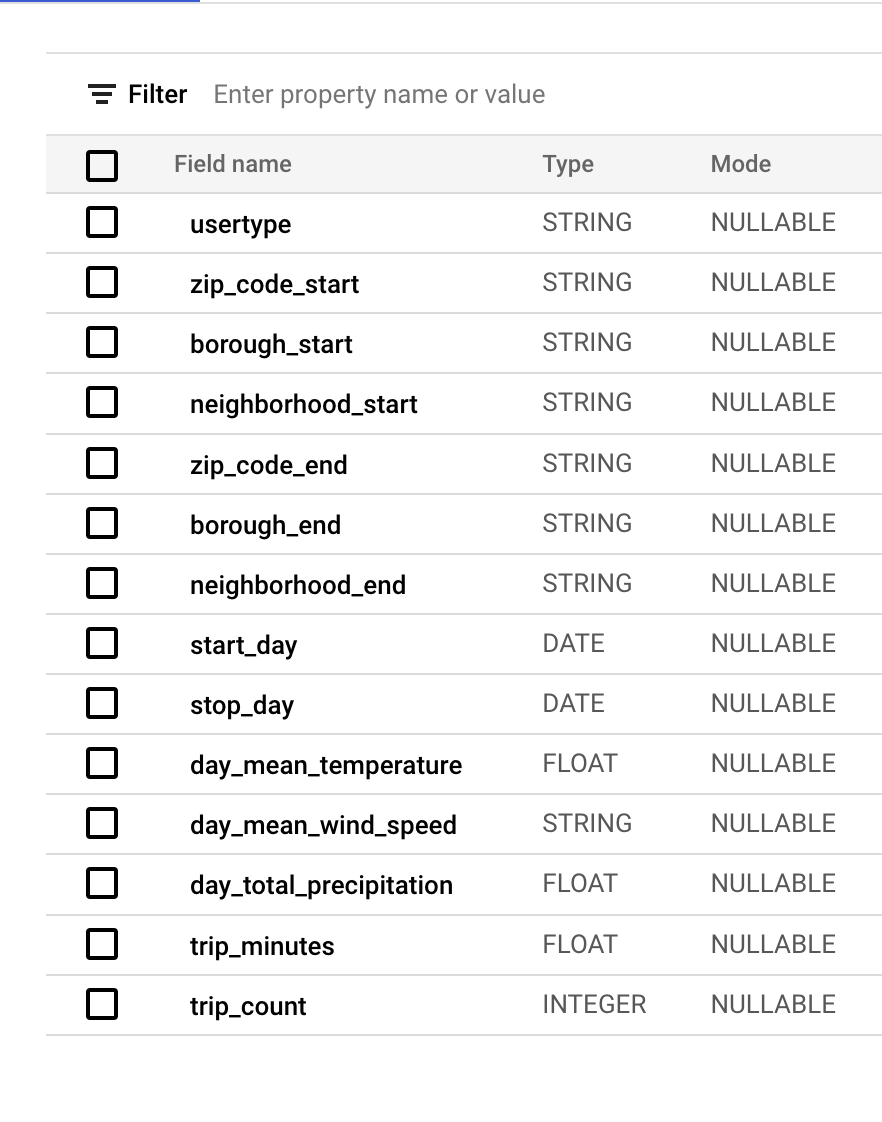 Filter Enter property name or value
Field name Type Mode
usertype STRING NULLABLE
zip_code_start STRING NULLABLE
borough_start STRING NULLABLE
neighborhood_start STRING NULLABLE
zip_code_end STRING NULLABLE
borough_end STRING NULLABLE
neighborhood_end STRING NULLABLE
start_day DATE NULLABLE
stop_day DATE NULLABLE
day_mean_temperature FLOAT NULLABLE
day_mean_wind_speed STRING NULLABLE
day_total_precipitation FLOAT NULLABLE
trip_minutes FLOAT NULLABLE
trip_count INTEGER NULLABLE